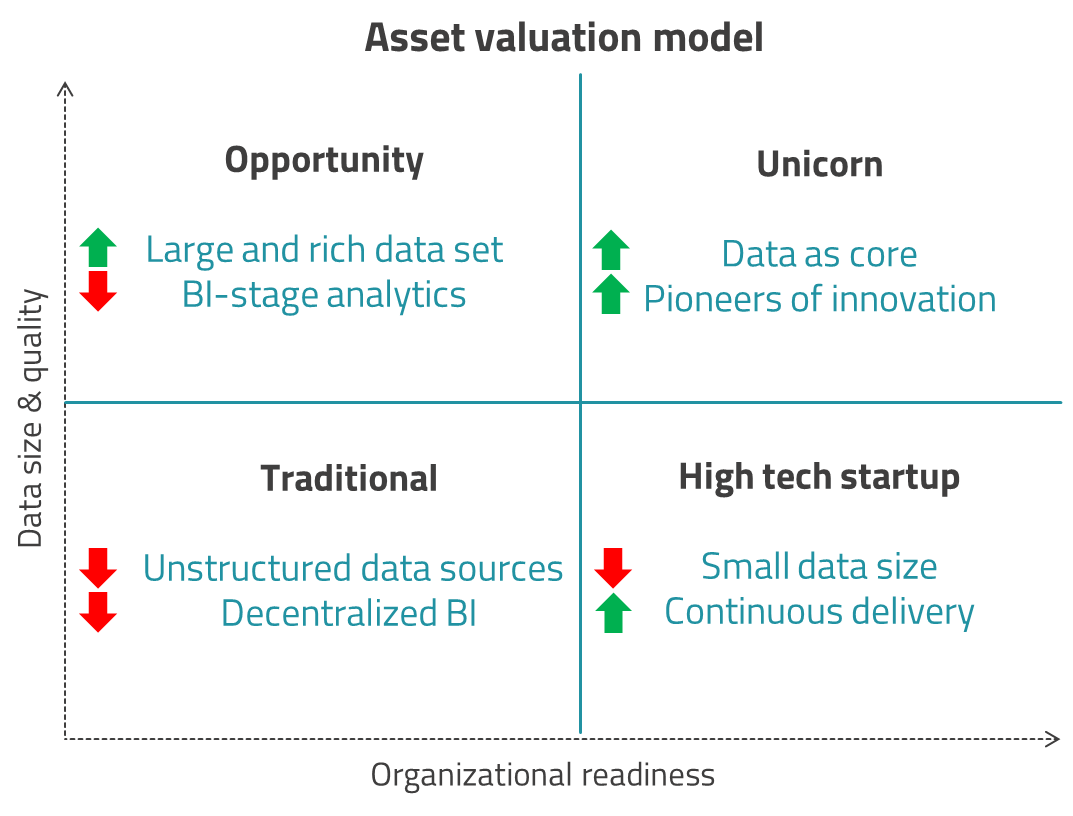 Asset valuation model
Opportunity
Large and rich data set
BI-stage analytics
Unicorn
Data as core
Pioneers of innovation
Data size & quality
Traditional
Unstructured data sources
Decentralized BI
High tech startup
Small data size
Continuous delivery
Organizational readiness